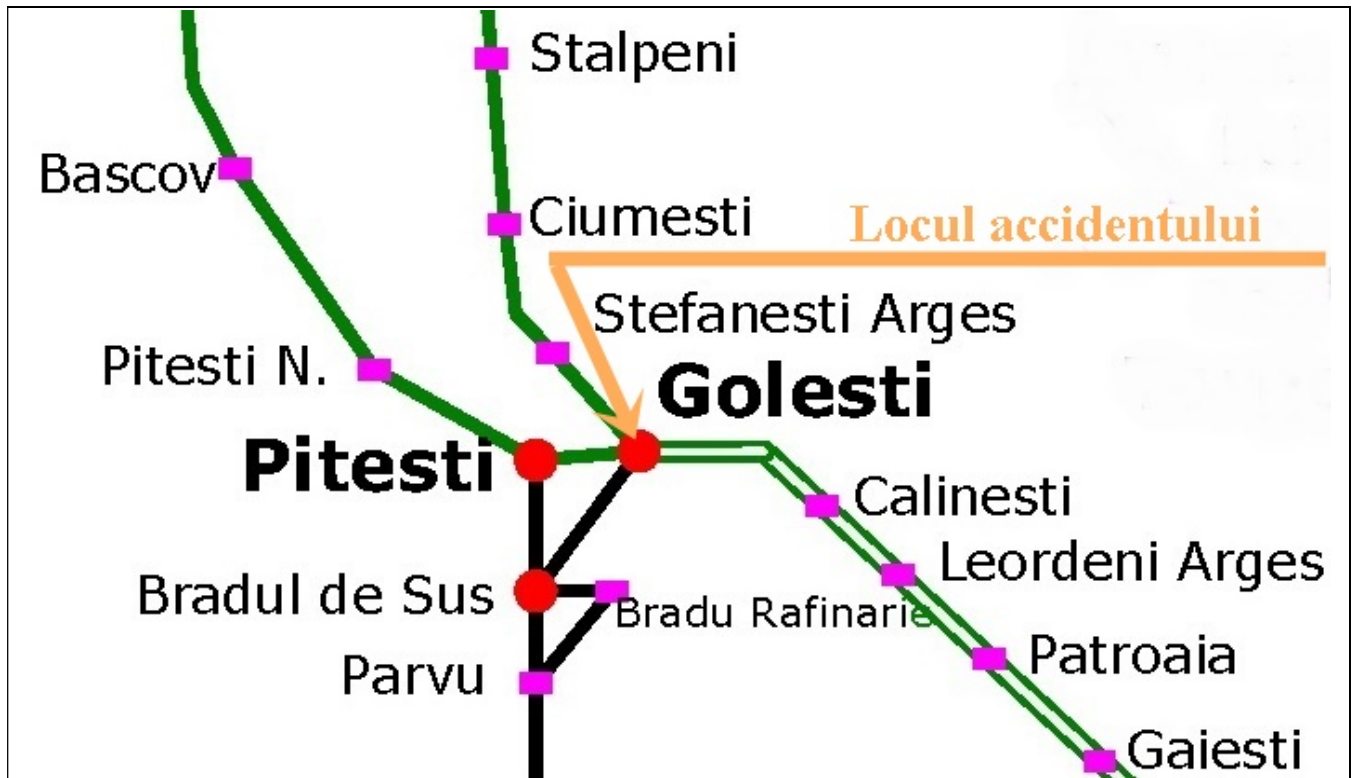 Stalpeni
Bascov
Ciumesti
Locul accidentului
Stefanesti Arges
Pitesti N.
Golesti
Pitesti
Calinesti
Leordeni Arges
Bradul de Sus
Bradu Rafinarie
Patroaia
Parvu
Gaiesti